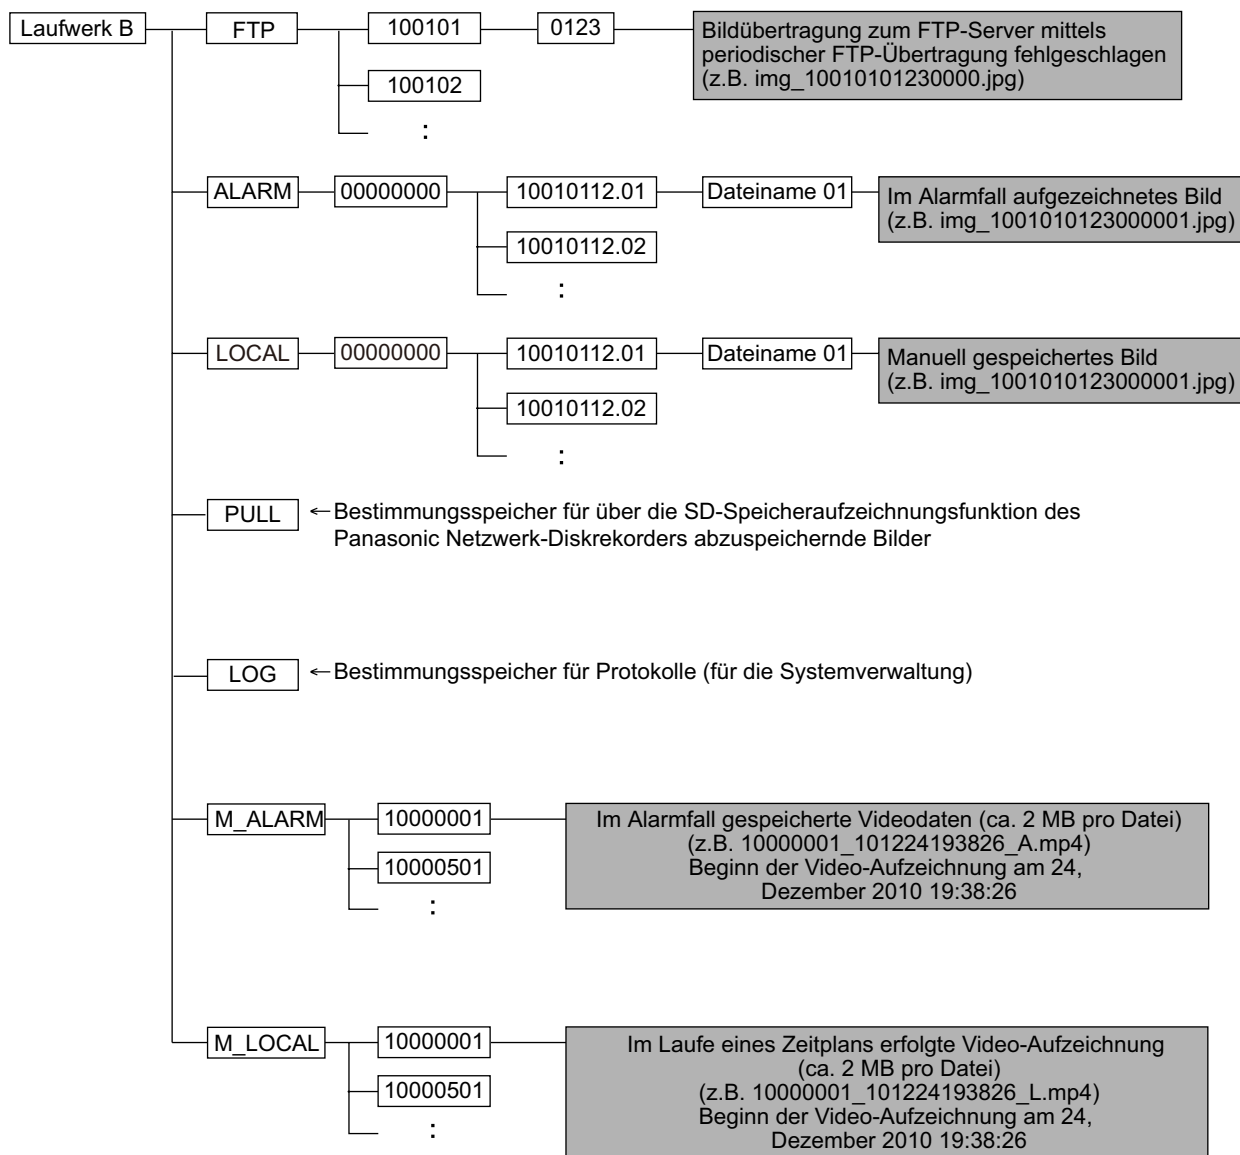 Laufwerk B
FTP
100101
0123
Bildübertragung zum FTP-Server mittels
periodischer FTP-Übertragung fehlgeschlagen
(z.B. img_10010101230000.jpg)
100102
:
ALARM
00000000
10010112.01
Dateiname 01
Im Alarmfall aufgezeichnetes Bild
(z.B. img_1001010123000001.jpg)
10010112.02
:
LOCAL
00000000
10010112.01
Dateiname 01
Manuell gespeichertes Bild
(z.B. img_1001010123000001.jpg)
10010112.02
:
PULL
←Bestimmungsspeicher für über die SD-Speicheraufzeichnungsfunktion des
Panasonic Netzwerk-Diskrekorders abzuspeichernde Bilder
LOG
←Bestimmungsspeicher für Protokolle (für die Systemverwaltung)
M_ALARM
10000001
Im Alarmfall gespeicherte Videodaten (ca. 2 MB pro Datei)
(z.B. 10000001_101224193826_A.mp4)
Beginn der Video-Aufzeichnung am 24,
Dezember 2010 19:38:26
10000501
:
M_LOCAL
10000001
Im Laufe eines Zeitplans erfolgte Video-Aufzeichnung
(ca. 2 MB pro Datei)
(z.B. 10000001_101224193826_L.mp4)
Beginn der Video-Aufzeichnung am 24,
Dezember 2010 19:38:26
10000501
: